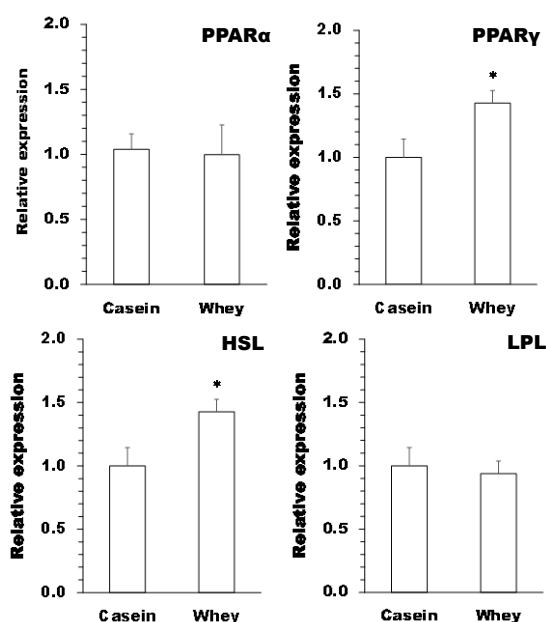 PPARα
Relative expression
2.0
1.5
1.0
0.5
0.0
Casein Whey
PPARγ
Relative expression
2.0
1.5
1.0
0.5
0.0
*
Casein Whey
HSL
Relative expression
2.0
1.5
1.0
0.5
0.0
*
Casein Whey
LPL
Relative expression
2.0
1.5
1.0
0.5
0.0
Casein Whey